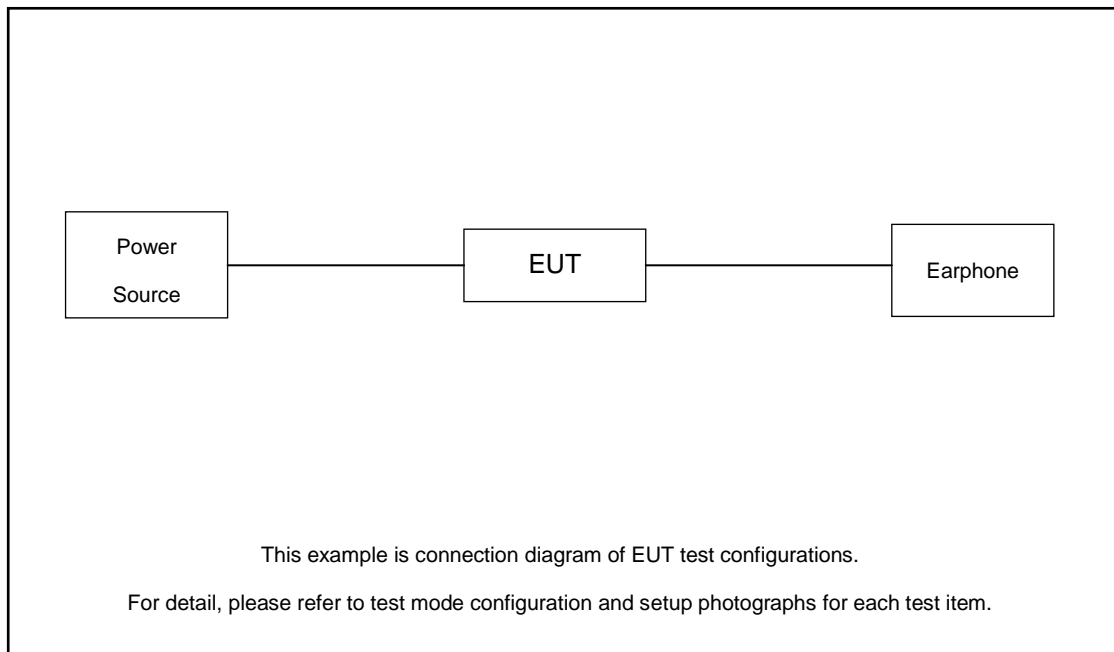 Power
Source
EUT
Earphone
This example is connection diagram of EUT test configurations.
For detail, please refer to test mode configuration and setup photographs for each test item.